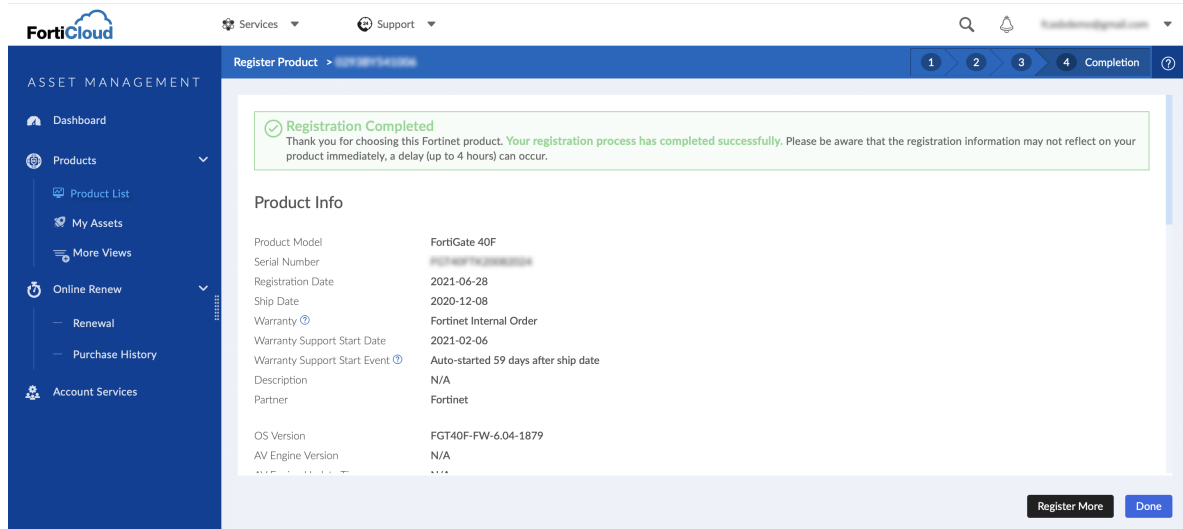 FortiCloud
Services
Support
Register Product >
1 2 3 4 Completion
ASSET MANAGEMENT
Dashboard
Products
Product List
My Assets
More Views
Online Renew
Renewal
Purchase History
Account Services
Registration Completed
Thank you for choosing this Fortinet product. Your registration process has completed successfully. Please be aware that the registration information may not reflect on your
product immediately, a delay (up to 4 hours) can occur.
Product Info
Product Model FortiGate 40F
Serial Number
Registration Date 2021-06-28
Ship Date 2020-12-08
Warranty Fortinet Internal Order
Warranty Support Start Date 2021-02-06
Warranty Support Start Event Auto-started 59 days after ship date
Description N/A
Partner Fortinet
OS Version FGT40F-FW-6.04-1879
AV Engine Version N/A
Register More
Done